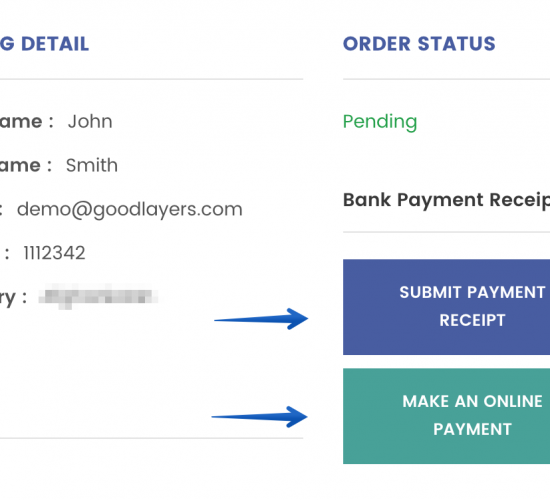 G DETAIL
ame : John
ame : Smith
: demo@goodlayers.com
: 1112342
ry :
ORDER STATUS
Pending
Bank Payment Receip
SUBMIT PAYMENT
RECEIPT
MAKE AN ONLINE
PAYMENT